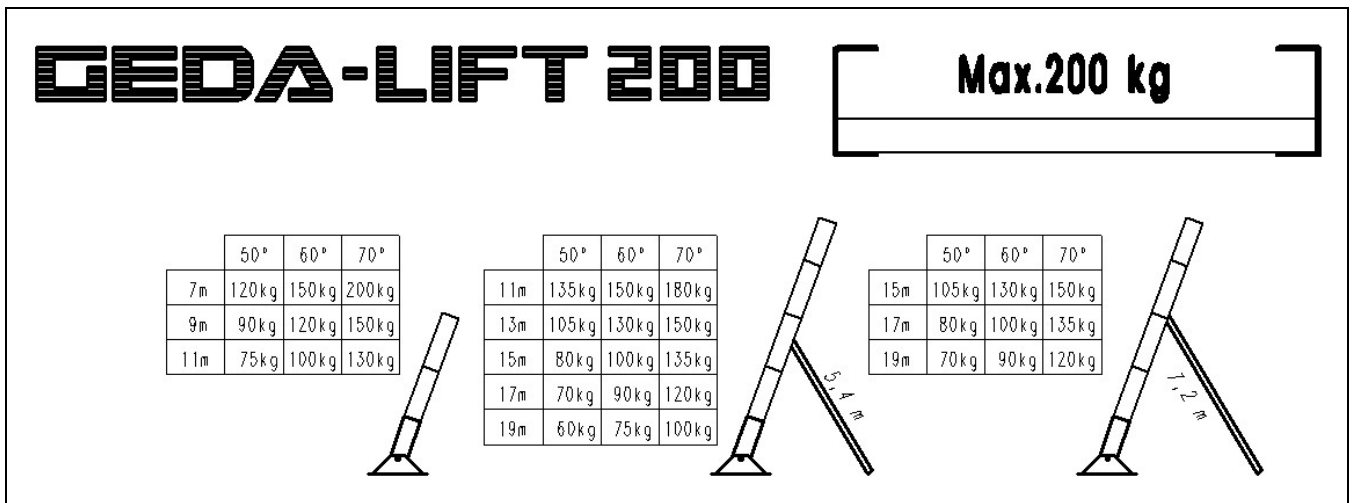 GEDA-LIFT 200
Max.200 kg
50° 60° 70°
7m 120kg 150kg 200kg
9m 90kg 120kg 150kg
11m 75kg 100kg 130kg
50° 60° 70°
11m 135kg 150kg 180kg
13m 105kg 130kg 150kg
15m 80kg 100kg 135kg
17m 70kg 90kg 120kg
19m 60kg 75kg 100kg
5,4 m
50° 60° 70°
15m 105kg 130kg 150kg
17m 80kg 100kg 135kg
19m 70kg 90kg 120kg
7,2 m